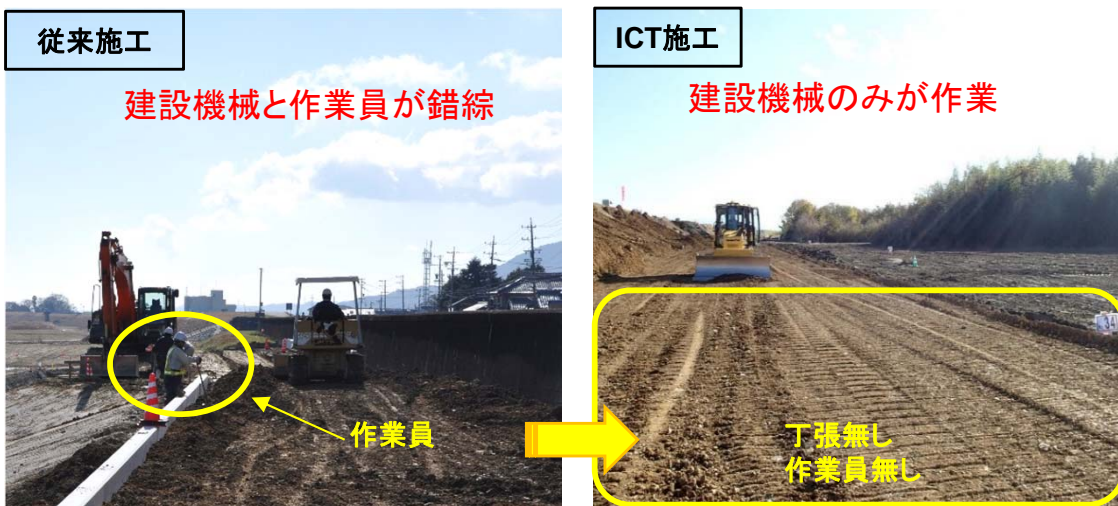 従来施工
建設機械と作業員が錯綜
作業員
ICT施工
建設機械のみが作業
丁張無し
作業員無し
34